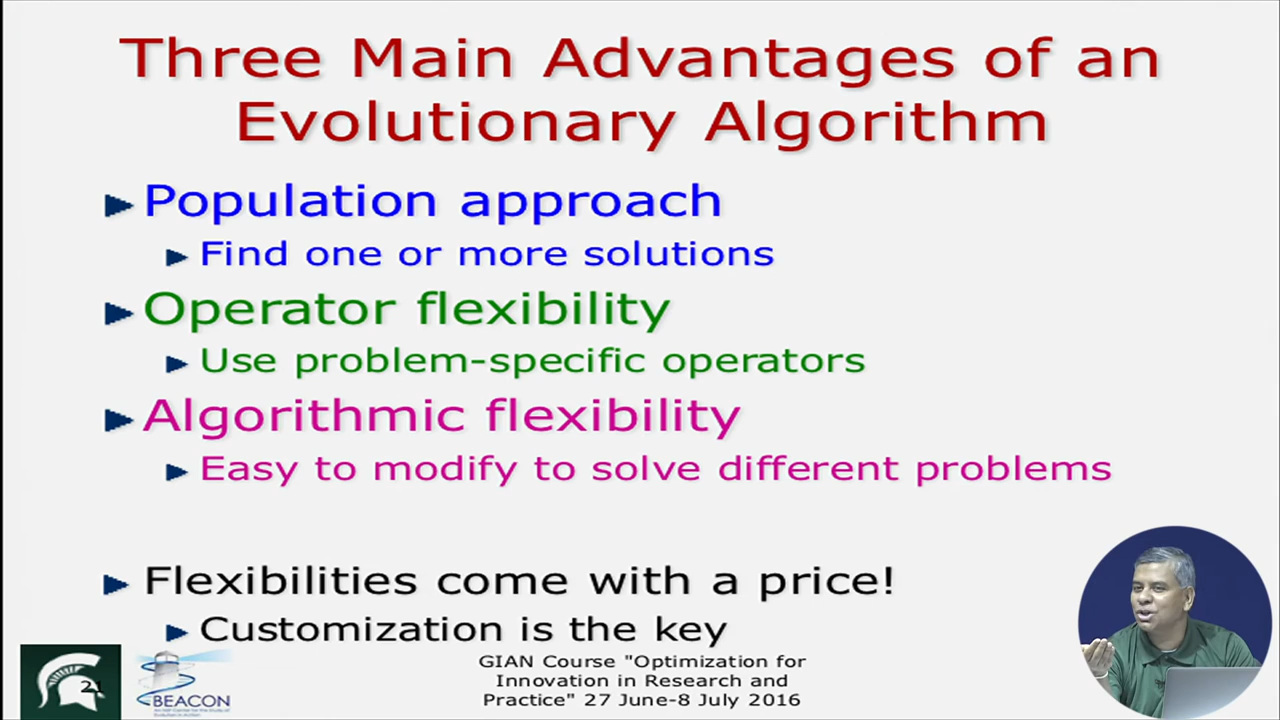 Three Main Advantages of an
Evolutionary Algorithm
Population approach
Find one or more solutions
Operator flexibility
Use problem-specific operators
Algorithmic flexibility
Easy to modify to solve different problems
Flexibilities come with a price!
Customization is the key
21
BEACON
GIAN Course "Optimization for
Innovation in Research and
Practice" 27 June-8 July 2016